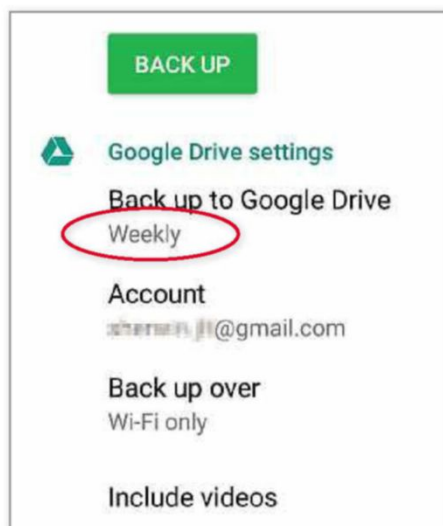 BACK UP
Google Drive settings
Back up to Google Drive
Weekly
Account
@gmail.com
Back up over
Wi-Fi only
Include videos